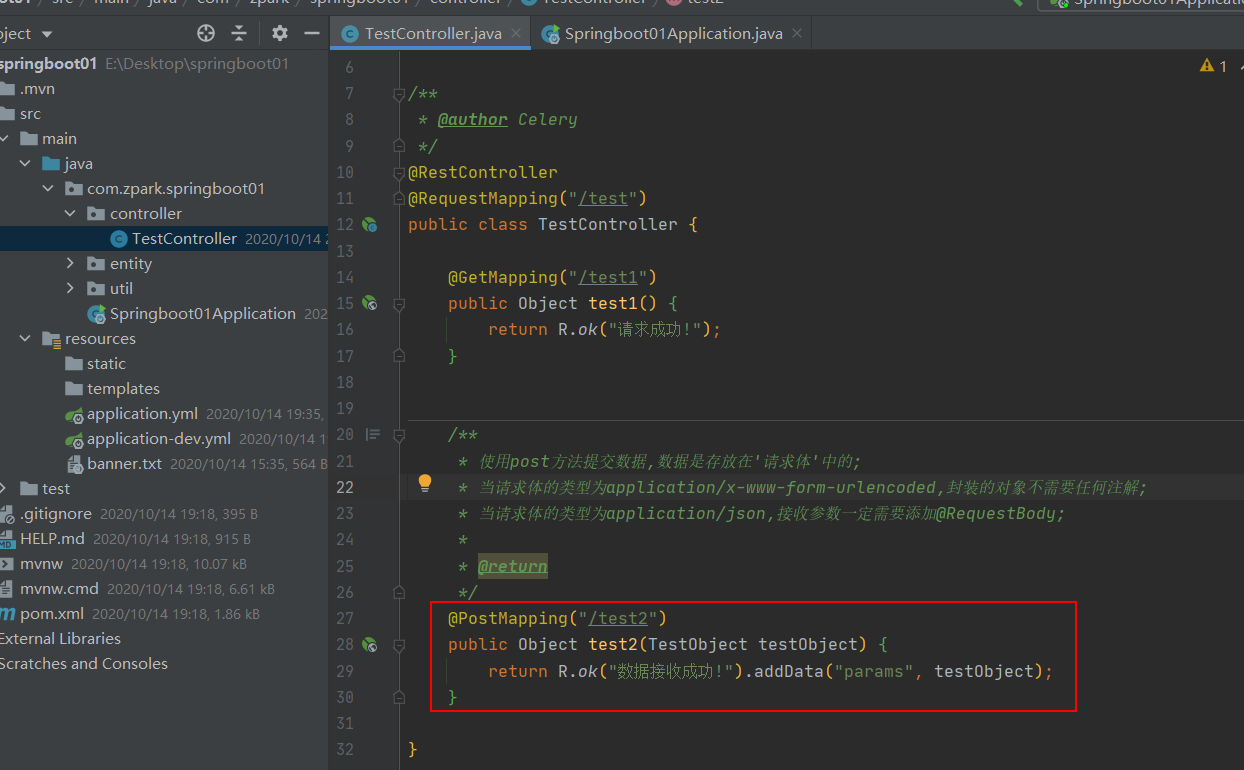 src / main / java / com / zpark / springboot01 / controller / TestController / test2
Springboot01Application
ject
TestController.java
Springboot01Application.java
springboot01 E:\Desktop\springboot01
.mvn
src
main
java
com.zpark.springboot01
controller
TestController 2020/10/14
entity
util
Springboot01Application 202
resources
static
templates
application.yml 2020/10/14 19:35,
application-dev.yml 2020/10/14 1
banner.txt 2020/10/14 15:35, 564 B
test
.gitignore 2020/10/14 19:18, 395 B
HELP.md 2020/10/14 19:18, 915 B
mvnw 2020/10/14 19:18, 10.07 kB
mvnw.cmd 2020/10/14 19:18, 6.61 kB
pom.xml 2020/10/14 19:18, 1.86 kB
External Libraries
Scratches and Consoles
1
6
7 /**
8 * @author Celery
9 */
10 @RestController
11 @RequestMapping("/test")
12 public class TestController {
13
14 @GetMapping("/test1")
15 public Object test1() {
16 return R.ok("请求成功!");
17 }
18
19
20 /**
21 * 使用post方法提交数据,数据是存放在'请求体'中的;
22 * 当请求体的类型为application/x-www-form-urlencoded,封装的对象不需要任何注解;
23 * 当请求体的类型为application/json,接收参数一定需要添加@RequestBody;
24 *
25 * @return
26 */
27 @PostMapping("/test2")
28 public Object test2(TestObject testObject) {
29 return R.ok("数据接收成功!").addData("params", testObject);
30 }
31
32 }